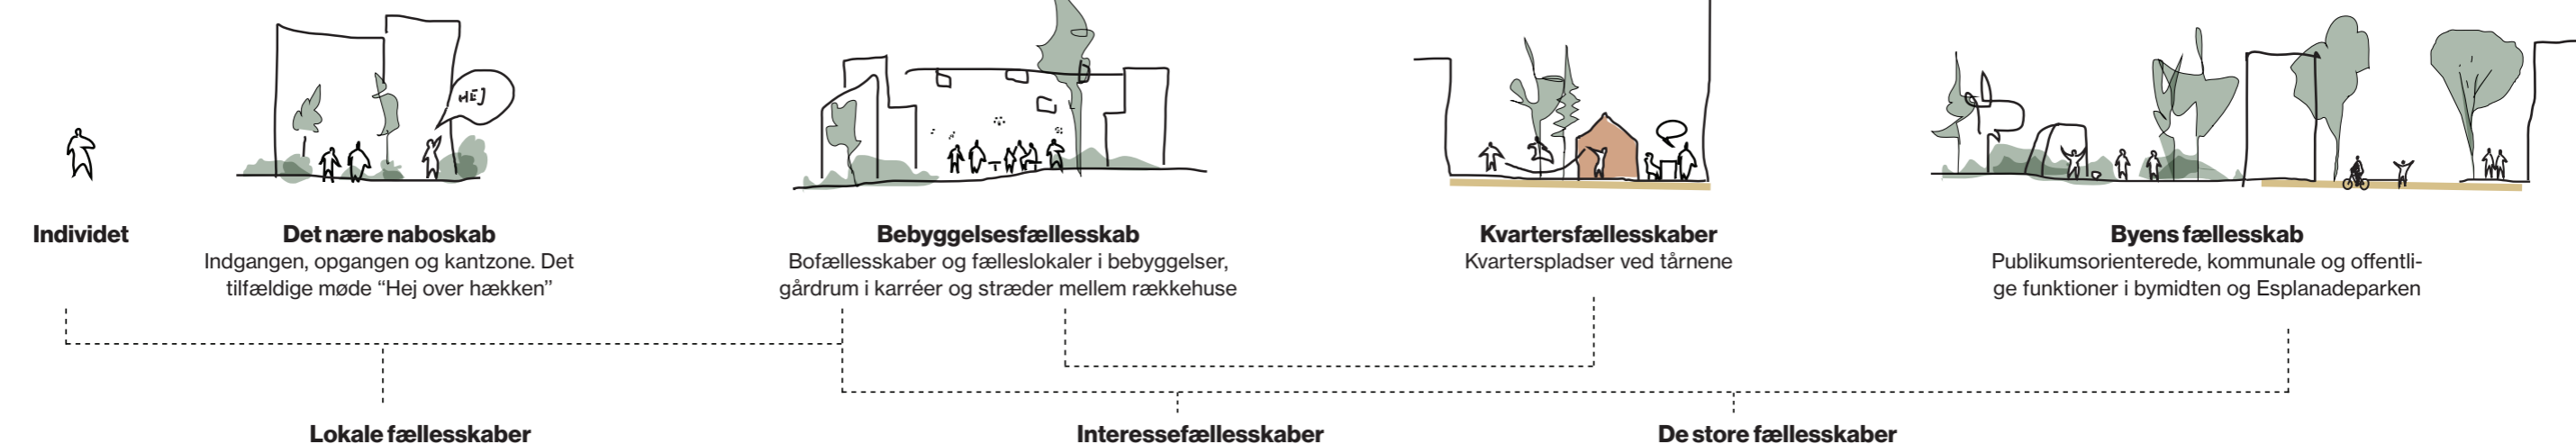 HEJ
Individet
Det nære naboskab
Indgangen, opgangen og kantzone. Det
tilfældige møde “Hej over hækken”
Bebyggelsesfællesskab
Bofællesskaber og fælleslokaler i bebyggelser,
gårdrum i karréer og stræder mellem rækkehuse
Kvartersfællesskaber
Kvarterspladser ved tårnene
Byens fællesskab
Publikumsorienterede, kommunale og offentli-
ge funktioner i bymidten og Esplanadeparken
Lokale fællesskaber
Interessefællesskaber
De store fællesskaber